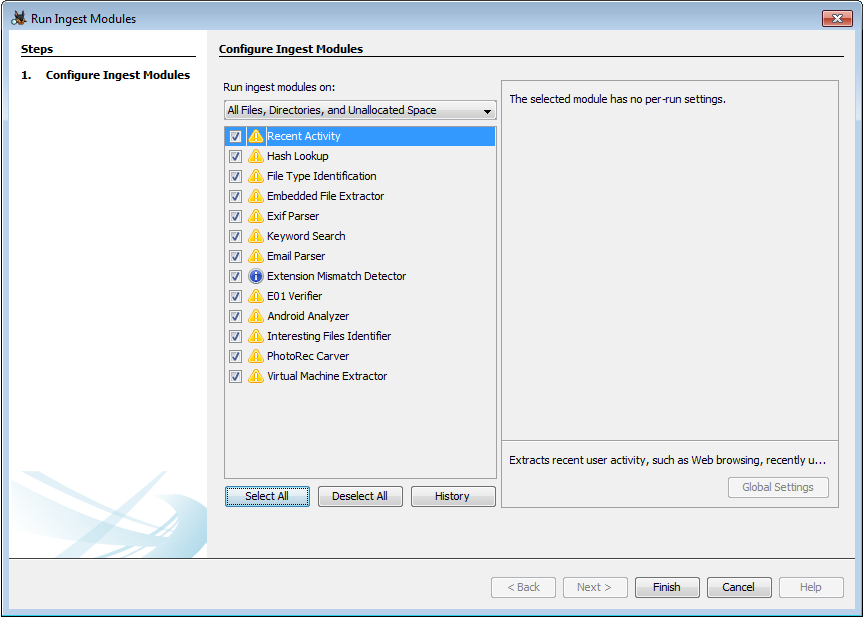 Run Ingest Modules
Steps
1. Configure Ingest Modules
Configure Ingest Modules
Run ingest modules on:
All Files, Directories, and Unallocated Space
Recent Activity
Hash Lookup
File Type Identification
Embedded File Extractor
Exif Parser
Keyword Search
Email Parser
Extension Mismatch Detector
E01 Verifier
Android Analyzer
Interesting Files Identifier
PhotoRec Carver
Virtual Machine Extractor
Select All
Deselect All
History
The selected module has no per-run settings.
Extracts recent user activity, such as Web browsing, recently u...
Global Settings
< Back
Next >
Finish
Cancel
Help